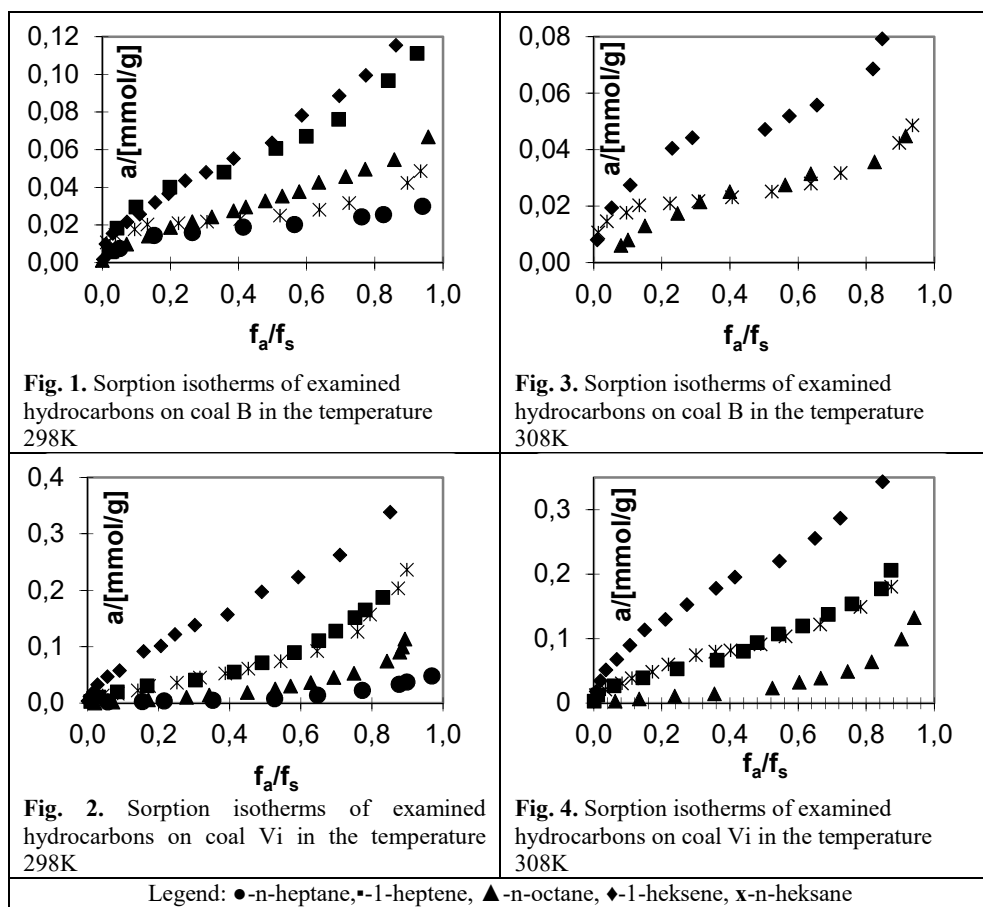 0,12
0,10
0,08
0,06
0,04
0,02
0,00
a/[mmol/g]
0,0 0,2 0,4 0,6 0,8 1,0
fa/fs
Fig. 1. Sorption isotherms of examined
hydrocarbons on coal B in the temperature
298K
0,08
0,06
0,04
0,02
0,00
a/[mmol/g]
0,0 0,2 0,4 0,6 0,8 1,0
fa/fs
Fig. 3. Sorption isotherms of examined
hydrocarbons on coal B in the temperature
308K
0,4
0,3
0,2
0,1
0,0
a/[mmol/g]
0,0 0,2 0,4 0,6 0,8 1,0
fa/fs
Fig. 2. Sorption isotherms of examined
hydrocarbons on coal Vi in the temperature
298K
0,3
0,2
0,1
0
a/[mmol/g]
0,0 0,2 0,4 0,6 0,8 1,0
fa/fs
Fig. 4. Sorption isotherms of examined
hydrocarbons on coal Vi in the temperature
308K
Legend: ●-n-heptane,▪-1-heptene, ▲-n-octane, ♦-1-heksene, x-n-heksane